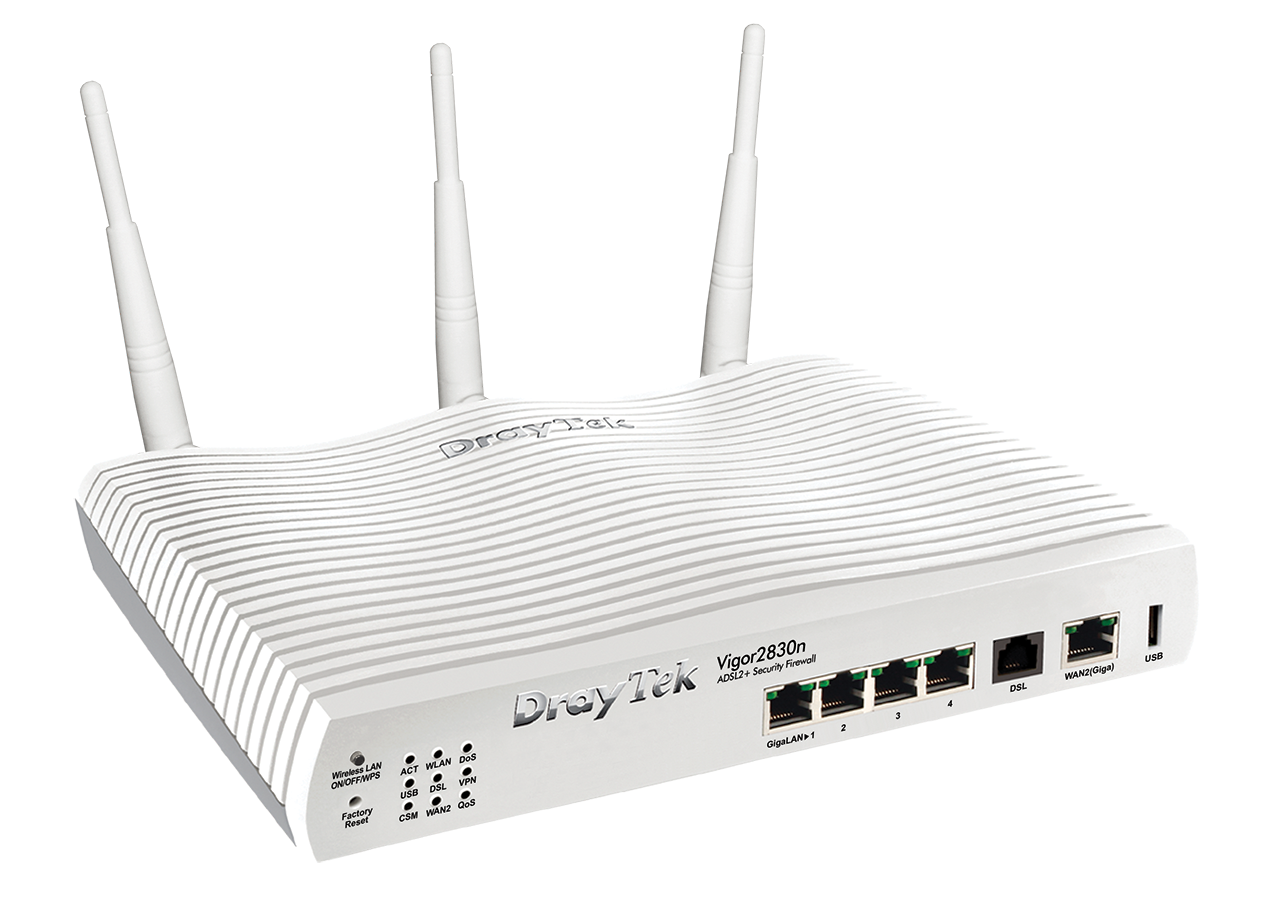 DrayTek
DrayTek
Vigor2830n
ADSL2+ Security Firewall
Wireless LAN
ON/OFF/WPS
Factory
Reset
ACT WLAN DoS
USB DSL VPN
CSM WAN2 QoS
GigaLAN▶1 2 3 4
DSL
WAN2(Giga)
USB